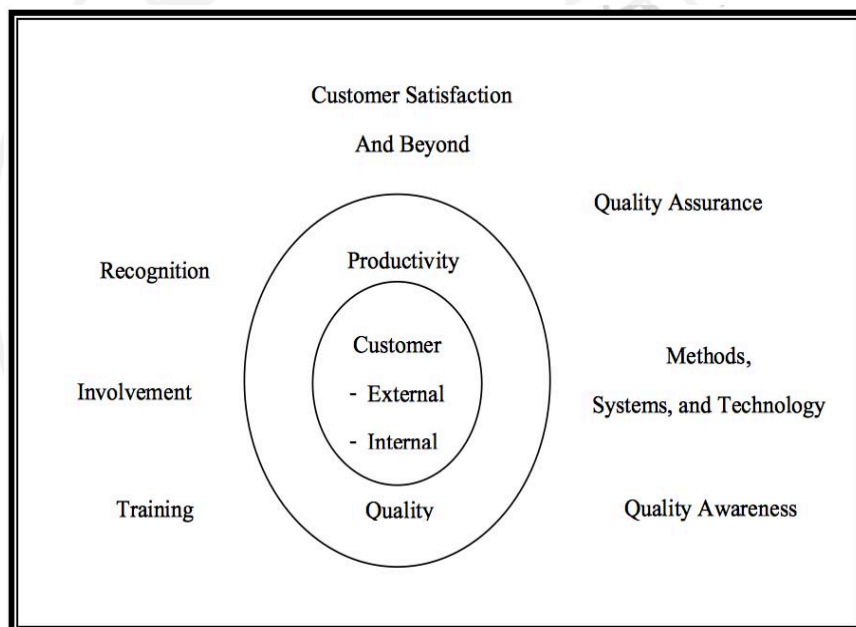 Customer Satisfaction
And Beyond
Quality Assurance
Recognition
Productivity
Customer
- External
- Internal
Involvement
Methods,
Systems, and Technology
Training
Quality
Quality Awareness